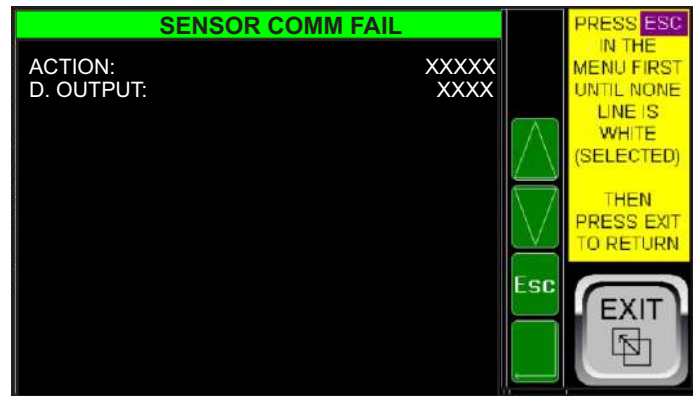 SENSOR COMM FAIL
ACTION: XXXXX
D. OUTPUT: XXXX
Esc
PRESS ESC
IN THE
MENU FIRST
UNTIL NONE
LINE IS
WHITE
(SELECTED)
THEN
PRESS EXIT
TO RETURN
EXIT